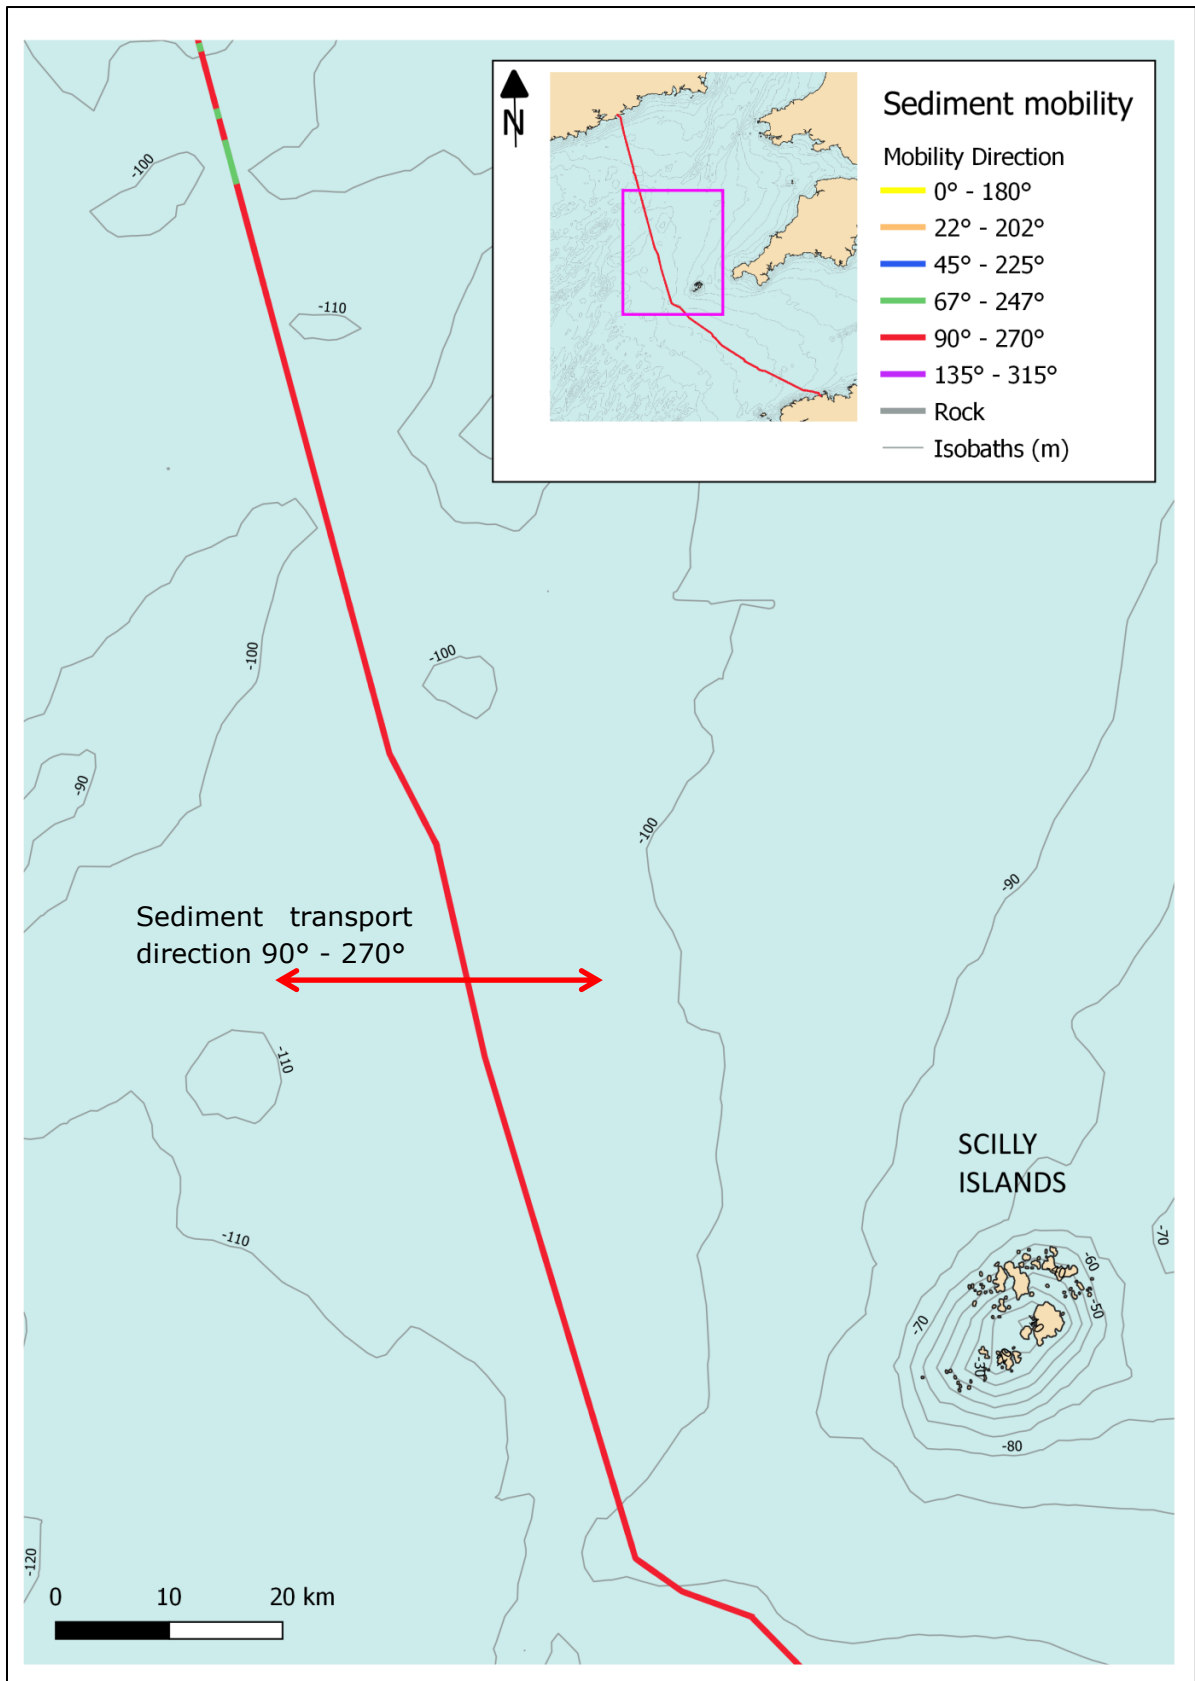 N
Sediment mobility
Mobility Direction
0° - 180°
22° - 202°
45° - 225°
67° - 247°
90° - 270°
135° - 315°
Rock
Isobaths (m)
-100
-110
-100
-100
-90
-100
-90
Sediment transport
direction 90° - 270°
-110
SCILLY
ISLANDS
-110
-70
-60
-50
-70
-30
-80
-120
0 10 20 km